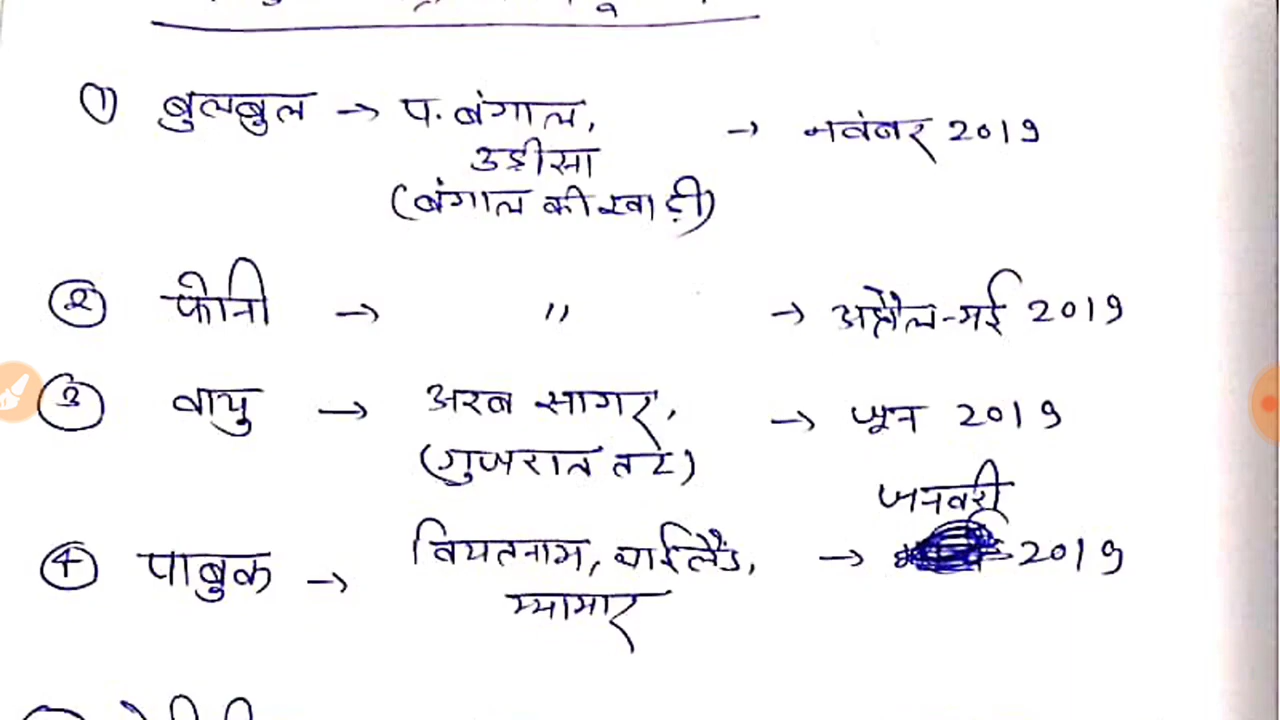 ① बुलबुल → प. बंगाल, → नवंबर 2019
उड़ीसा
(बंगाल की खाड़ी)
② फोनी → " → अप्रैल-मई 2019
③ वायु → अरब सागर, → जून 2019
(गुजरात तट)
जनवरी
④ पाबुक → वियतनाम, थाईलैंड, → 2019
म्यामार